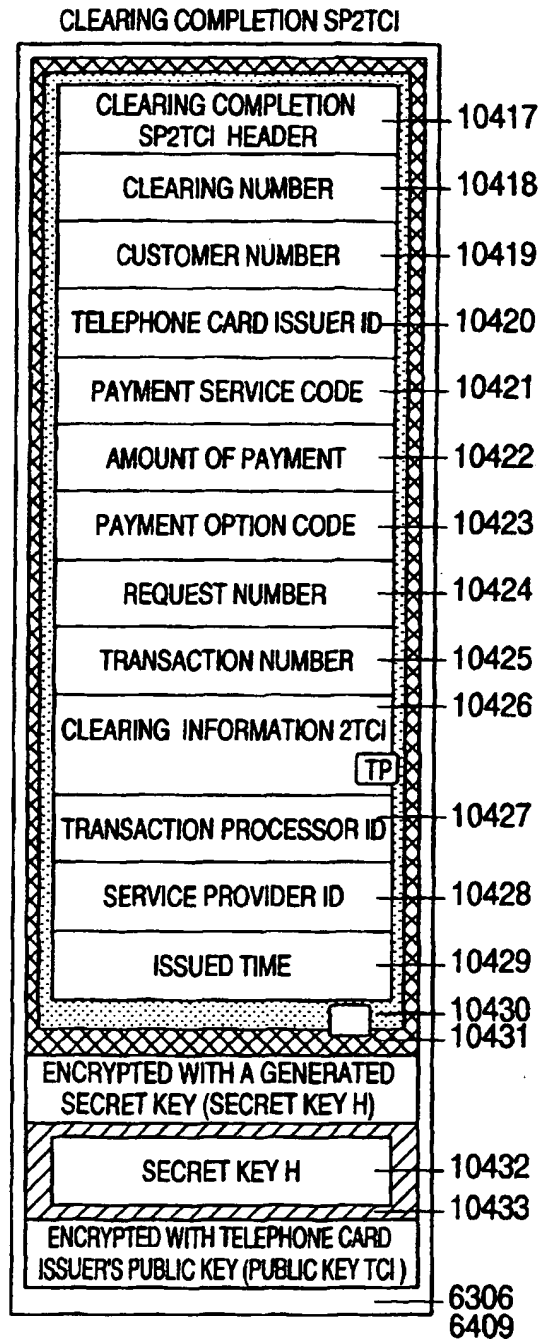 CLEARING COMPLETION SP2TCI
CLEARING COMPLETION
SP2TCI HEADER
10417
CLEARING NUMBER
10418
CUSTOMER NUMBER
10419
TELEPHONE CARD ISSUER ID
10420
PAYMENT SERVICE CODE
10421
AMOUNT OF PAYMENT
10422
PAYMENT OPTION CODE
10423
REQUEST NUMBER
10424
TRANSACTION NUMBER
10425
10426
CLEARING INFORMATION 2TCI
TP
TRANSACTION PROCESSOR ID
10427
SERVICE PROVIDER ID
10428
ISSUED TIME
10429
10430
10431
ENCRYPTED WITH A GENERATED
SECRET KEY (SECRET KEY H)
SECRET KEY H
10432
10433
ENCRYPTED WITH TELEPHONE CARD
ISSUER'S PUBLIC KEY (PUBLIC KEY TCI )
6306
6409